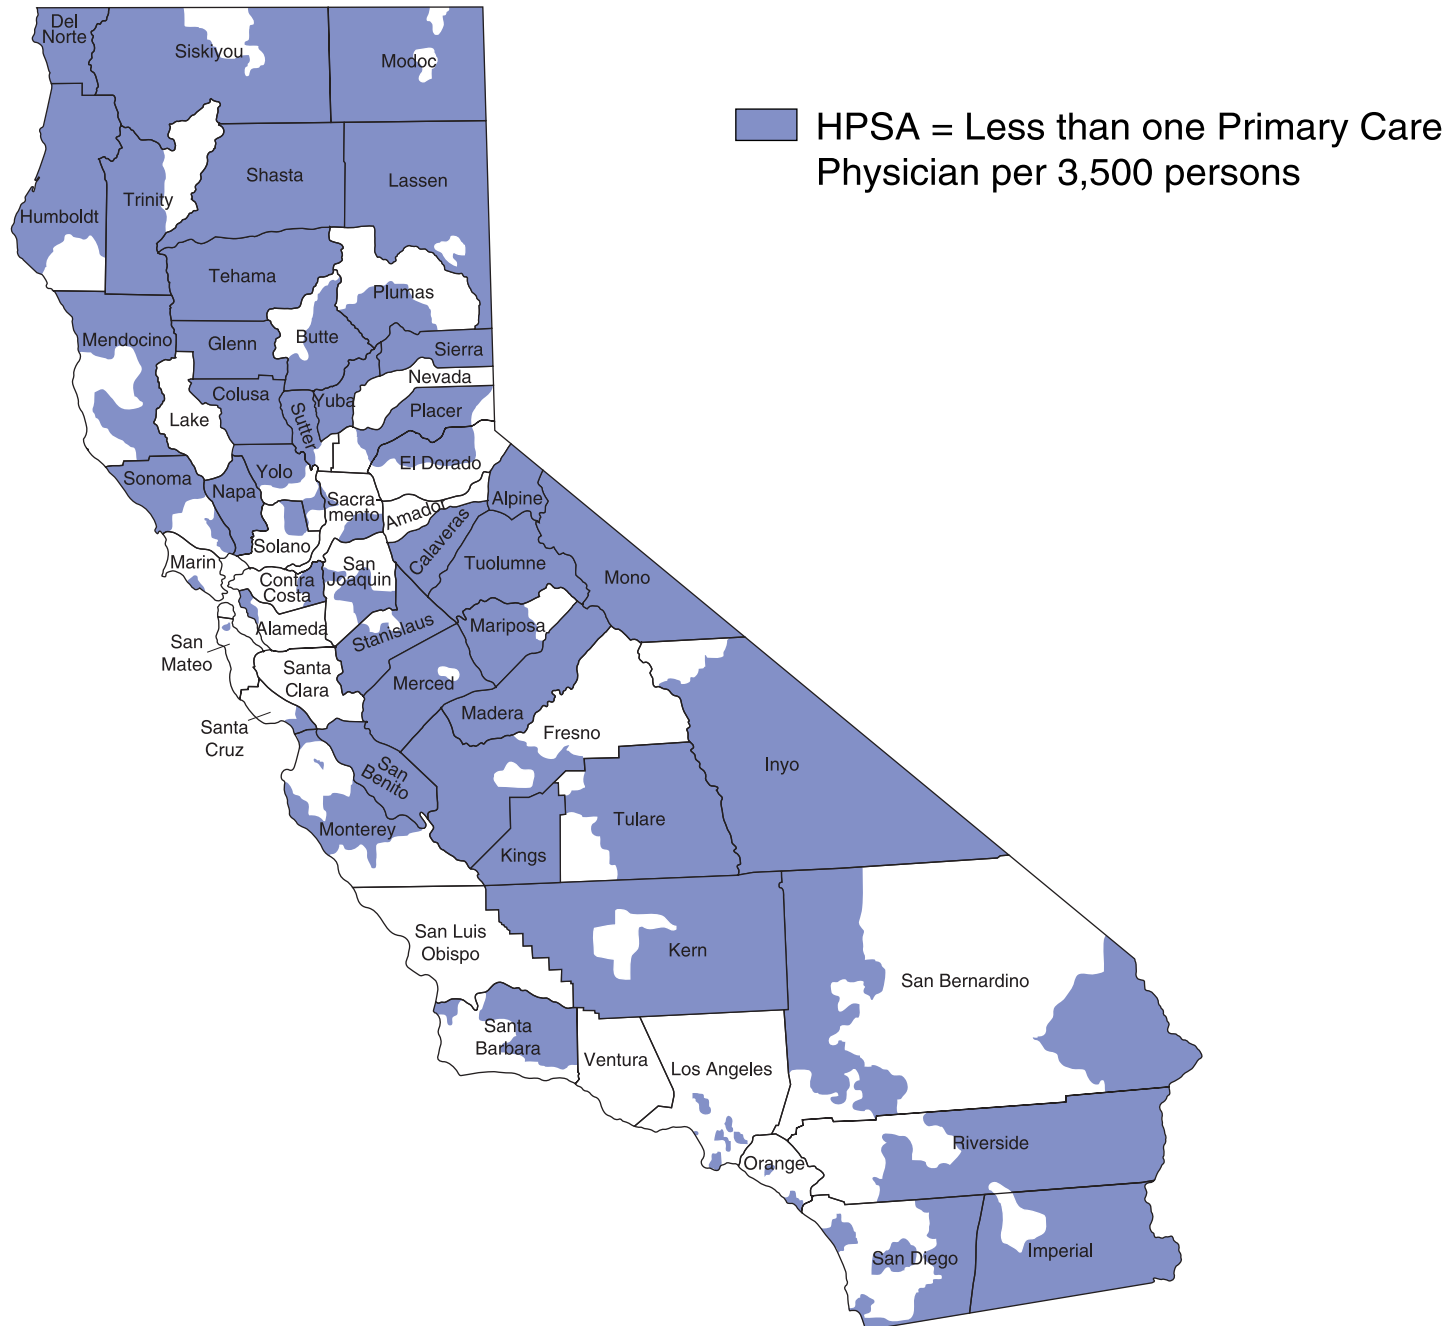 Del
Norte
Siskiyou
Modoc
HPSA = Less than one Primary Care
Physician per 3,500 persons
Shasta
Lassen
Trinity
Humboldt
Tehama
Plumas
Mendocino
Glenn
Butte
Sierra
Nevada
Colusa
Yuba
Sutter
Placer
Lake
El Dorado
Sonoma
Yolo
Napa
Sacra-
mento
Amador
Alpine
Solano
Calaveras
Marin
San
Joaquin
Tuolumne
Mono
Contra
Costa
Alameda
Stanislaus
Mariposa
San
Mateo
Santa
Clara
Merced
Madera
Santa
Cruz
Fresno
San
Benito
Inyo
Monterey
Tulare
Kings
San Luis
Obispo
Kern
San Bernardino
Santa
Barbara
Ventura
Los Angeles
Orange
Riverside
San Diego
Imperial